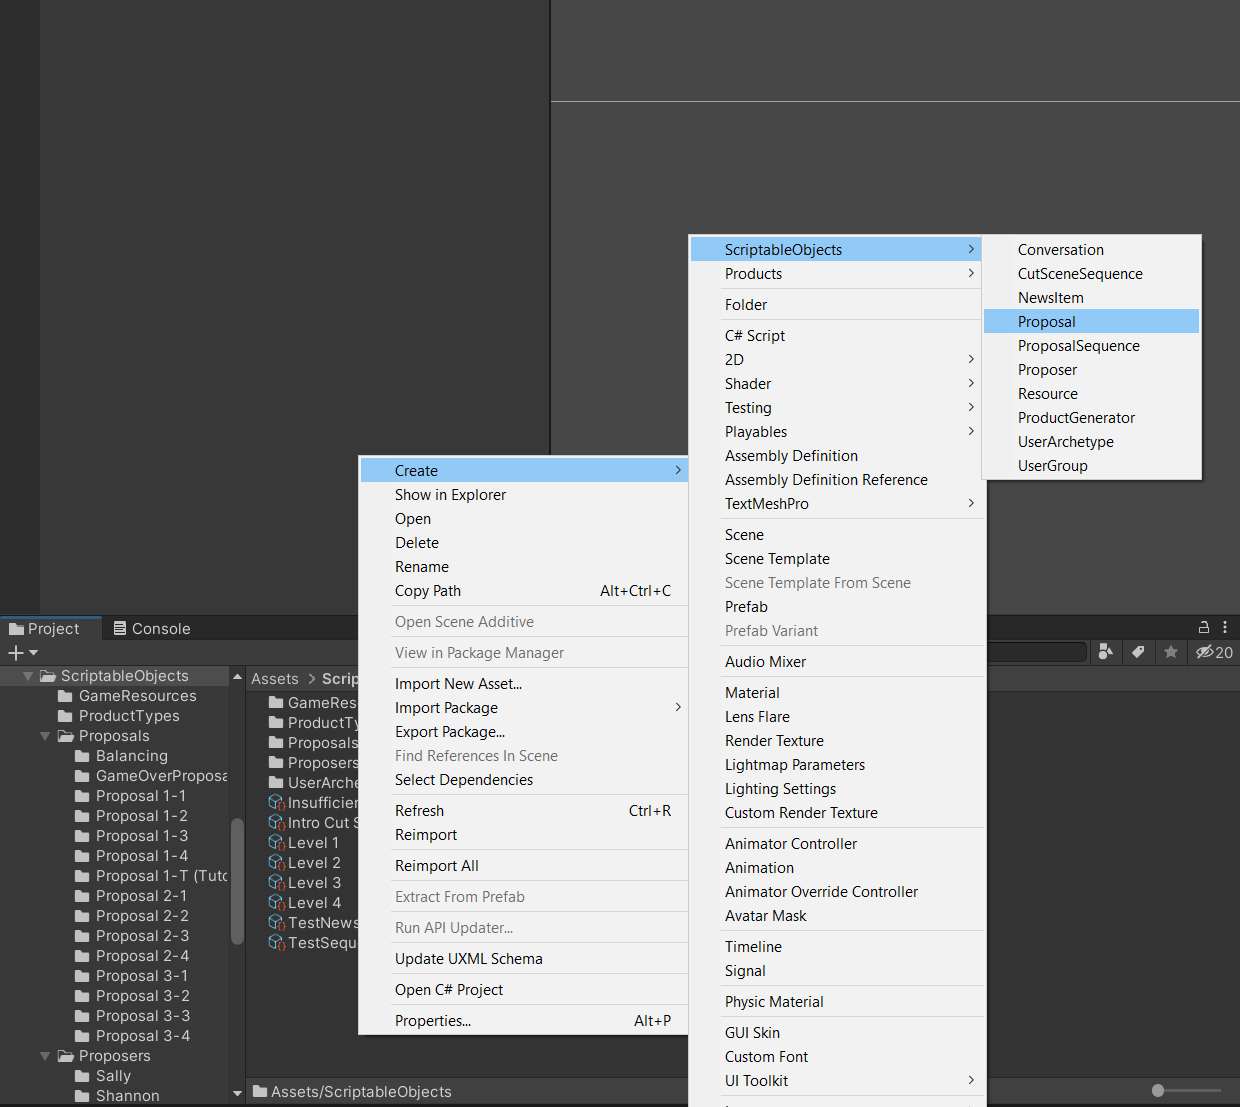 ScriptableObjects
Products
Folder
C# Script
2D
Shader
Testing
Playables
Assembly Definition
Assembly Definition Reference
TextMeshPro
Scene
Scene Template
Scene Template From Scene
Prefab
Prefab Variant
Audio Mixer
Material
Lens Flare
Render Texture
Lightmap Parameters
Lighting Settings
Custom Render Texture
Animator Controller
Animation
Animator Override Controller
Avatar Mask
Timeline
Signal
Physic Material
GUI Skin
Custom Font
UI Toolkit
Conversation
CutSceneSequence
NewsItem
Proposal
ProposalSequence
Proposer
Resource
ProductGenerator
UserArchetype
UserGroup
Create
Show in Explorer
Open
Delete
Rename
Copy Path Alt+Ctrl+C
Open Scene Additive
View in Package Manager
Import New Asset...
Import Package
Export Package...
Find References In Scene
Select Dependencies
Refresh Ctrl+R
Reimport
Reimport All
Extract From Prefab
Run API Updater...
Update UXML Schema
Open C# Project
Properties... Alt+P
Project
Console
20
ScriptableObjects
GameResources
ProductTypes
Proposals
Balancing
GameOverProposa
Proposal 1-1
Proposal 1-2
Proposal 1-3
Proposal 1-4
Proposal 1-T (Tuto
Proposal 2-1
Proposal 2-2
Proposal 2-3
Proposal 2-4
Proposal 3-1
Proposal 3-2
Proposal 3-3
Proposal 3-4
Proposers
Sally
Shannon
Assets > Scrip
GameRes
ProductTy
Proposals
Proposers
UserArche
Insufficien
Intro Cut S
Level 1
Level 2
Level 3
Level 4
TestNews
TestSeque
Assets/ScriptableObjects